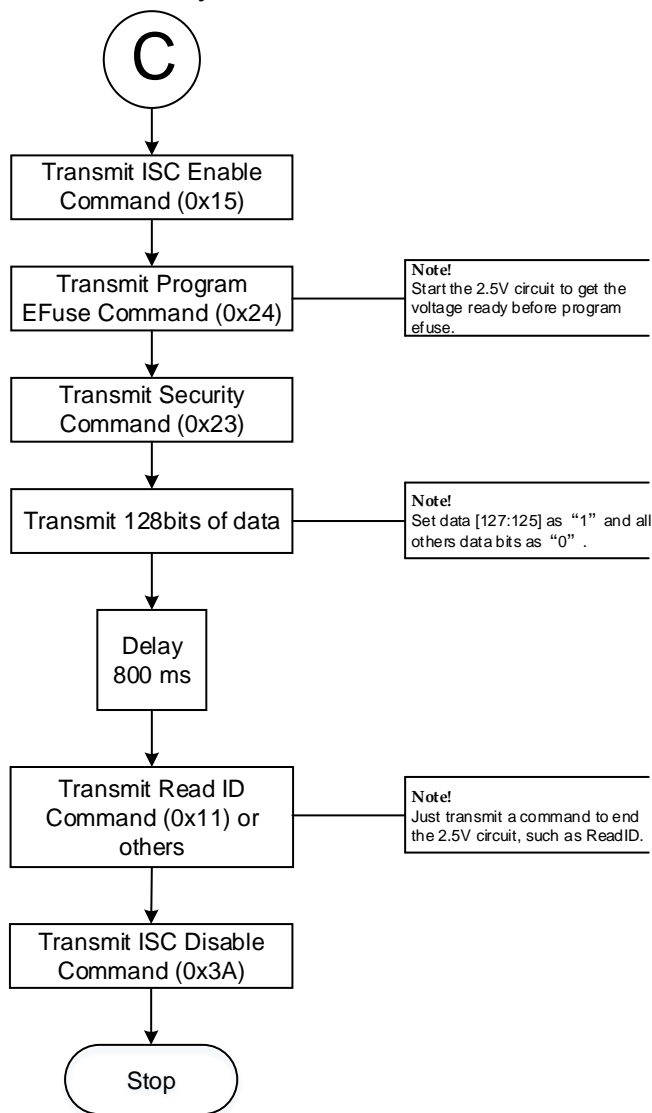 C
Transmit ISC Enable
Command (0x15)
Transmit Program
EFuse Command (0x24)
Note!
Start the 2.5V circuit to get the
voltage ready before program
efuse.
Transmit Security
Command (0x23)
Transmit 128bits of data
Note!
Set data [127:125] as “1” and all
others data bits as “0” .
Delay
800 ms
Transmit Read ID
Command (0x11) or
others
Note!
Just transmit a command to end
the 2.5V circuit, such as ReadID.
Transmit ISC Disable
Command (0x3A)
Stop